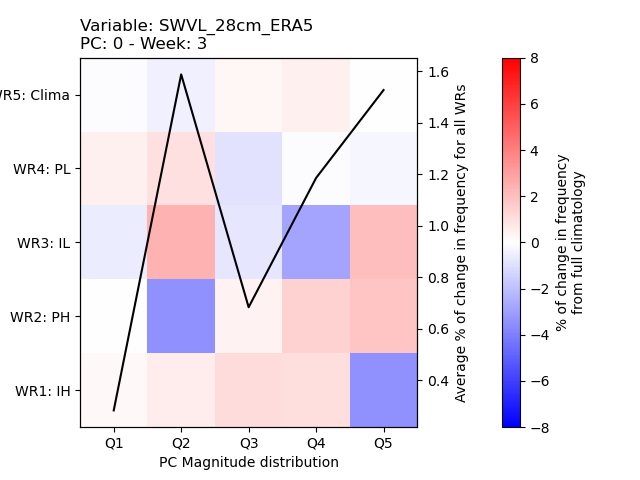 Variable: SWVL_28cm_ERA5
PC: 0 - Week: 3
R5: Clima
WR4: PL
WR3: IL
WR2: PH
WR1: IH
Q1 Q2 Q3 Q4 Q5
PC Magnitude distribution
1.6
1.4
1.2
1.0
0.8
0.6
0.4
Average % of change in frequency for all WRs
8
6
4
2
0
−2
−4
−6
−8
% of change in frequency
from full climatology